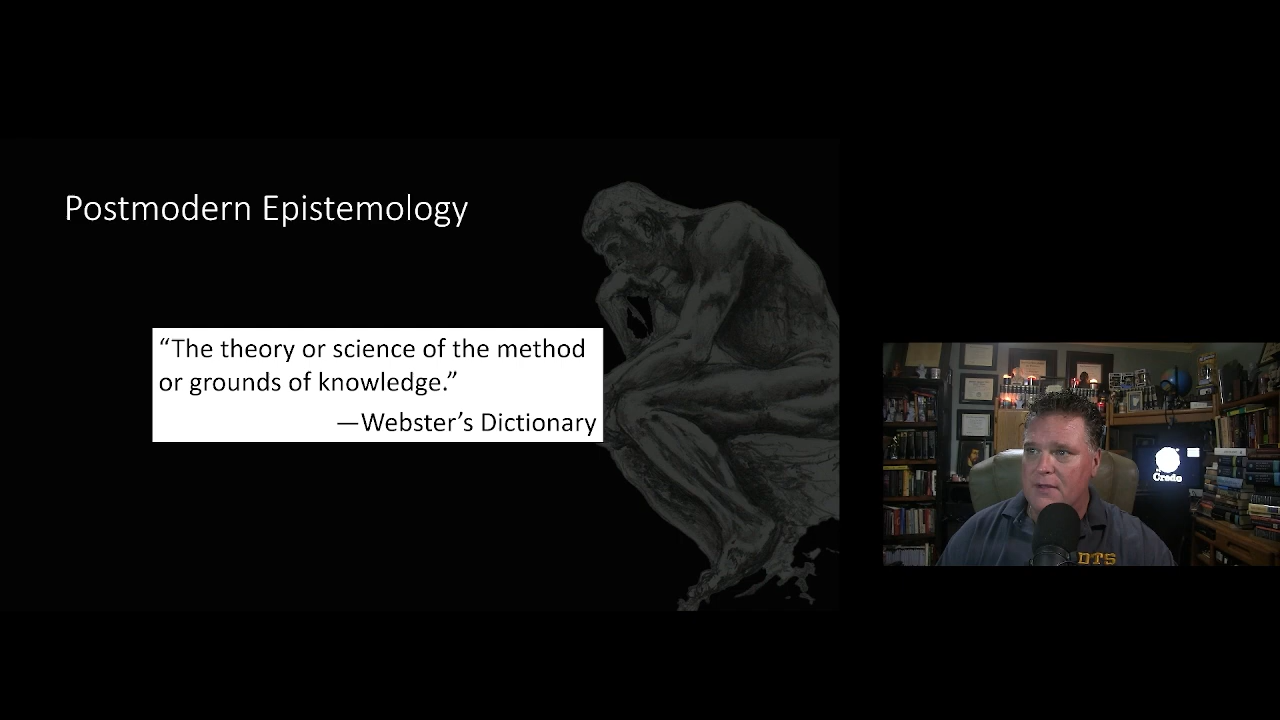 Postmodern Epistemology
“The theory or science of the method
or grounds of knowledge.”
—Webster’s Dictionary
Credo
DTS